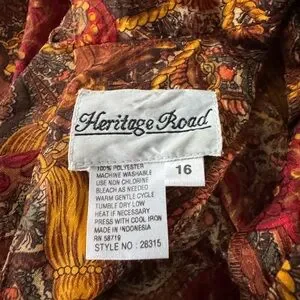 Heritage Road
16
100% POLYESTER
MACHINE WASHABLE
USE NON CHLORINE
BLEACH AS NEEDED
WARM GENTLE CYCLE
TUMBLE DRY LOW
HEAT IF NECESSARY
PRESS WITH COOL IRON
MADE IN INDONESIA
RN 58719
STYLE NO : 28315